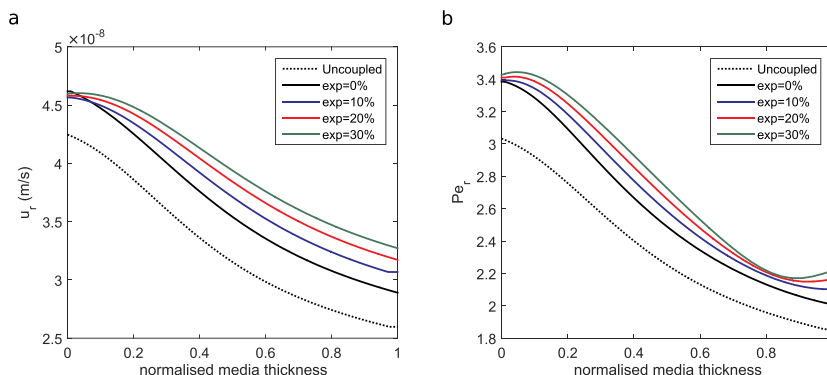 a
×10⁻⁸
5
4.5
4
3.5
3
2.5
u_r (m/s)
0
0.2
0.4
0.6
0.8
1
normalised media thickness
Uncoupled
exp=0%
exp=10%
exp=20%
exp=30%
b
3.6
3.4
3.2
3
2.8
2.6
2.4
2.2
2
1.8
Pe_r
0
0.2
0.4
0.6
0.8
normalised media thickness
Uncoupled
exp=0%
exp=10%
exp=20%
exp=30%